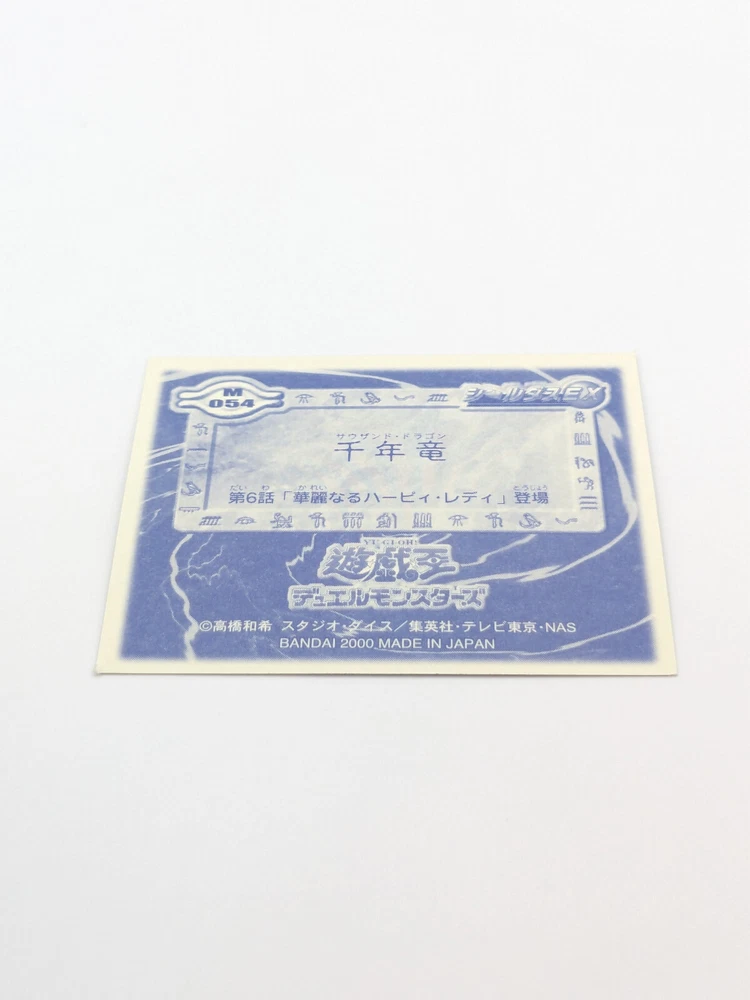 M
054
シールダスEX
サウザンド・ドラゴン
千年竜
だいわかれいとうじょう
第6話「華麗なるハーピィ・レディ」登場
YU-GI-OH!
遊戯王
デュエルモンスターズ
©高橋和希 スタジオ・ダイス/集英社・テレビ東京・NAS
BANDAI 2000 MADE IN JAPAN